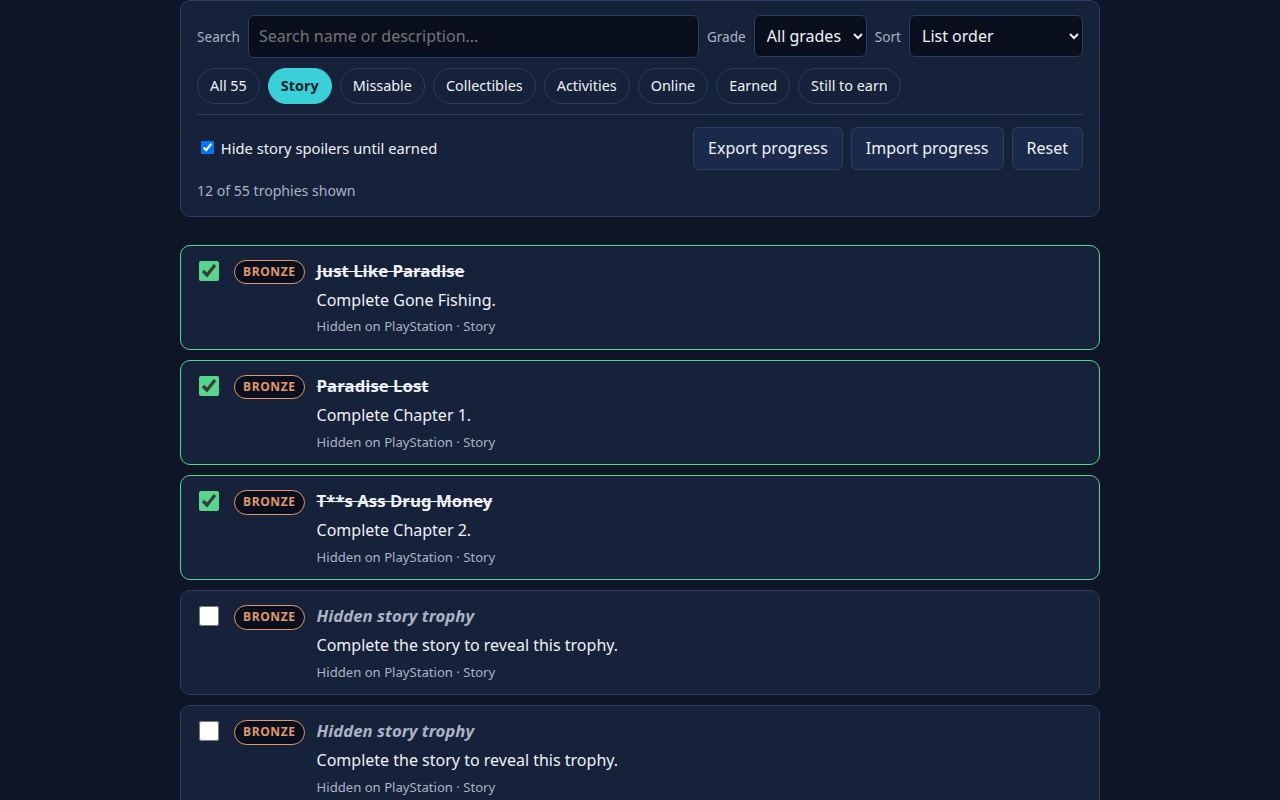 Search Search name or description... Grade All grades Sort List order
All 55 Story Missable Collectibles Activities Online Earned Still to earn
Hide story spoilers until earned Export progress Import progress Reset
12 of 55 trophies shown
BRONZE Just Like Paradise
Complete Gone Fishing.
Hidden on PlayStation · Story
BRONZE Paradise Lost
Complete Chapter 1.
Hidden on PlayStation · Story
BRONZE T**s Ass Drug Money
Complete Chapter 2.
Hidden on PlayStation · Story
BRONZE Hidden story trophy
Complete the story to reveal this trophy.
Hidden on PlayStation · Story
BRONZE Hidden story trophy
Complete the story to reveal this trophy.
Hidden on PlayStation · Story